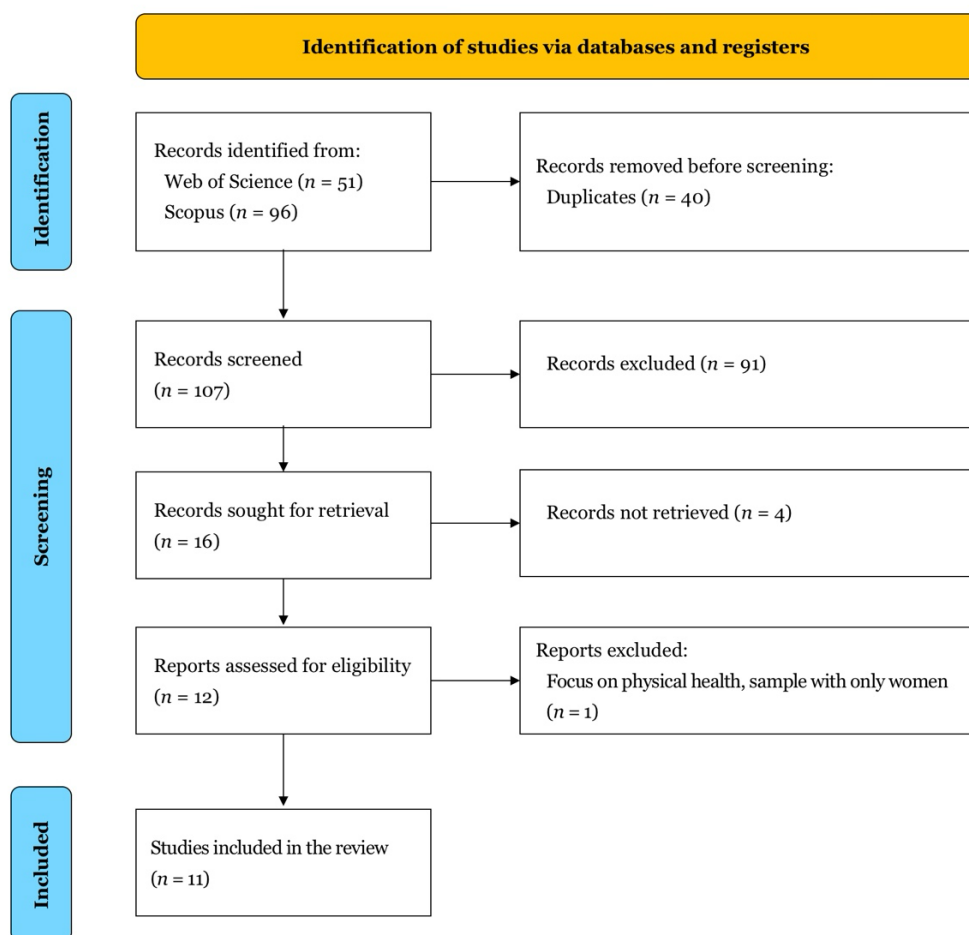 Identification of studies via databases and registers
Identification
Records identified from:
Web of Science (n = 51)
Scopus (n = 96)
Records removed before screening:
Duplicates (n = 40)
Screening
Records screened
(n = 107)
Records excluded (n = 91)
Records sought for retrieval
(n = 16)
Records not retrieved (n = 4)
Reports assessed for eligibility
(n = 12)
Reports excluded:
Focus on physical health, sample with only women
(n = 1)
Included
Studies included in the review
(n = 11)